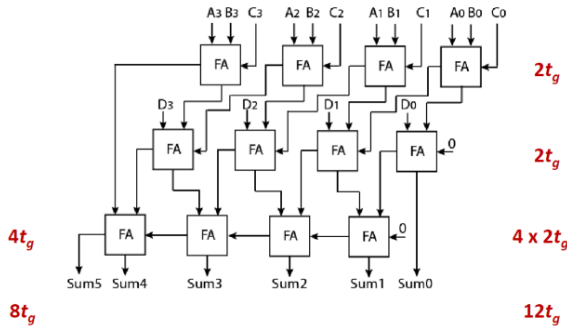 A3 B3 C3 A2 B2 C2 A1 B1 C1 A0 B0 C0
FA FA FA FA 2tg
D3 D2 D1 D0
FA FA FA FA 0 2tg
4tg FA FA FA FA 0 4 x 2tg
Sum5 Sum4 Sum3 Sum2 Sum1 Sum0
8tg 12tg